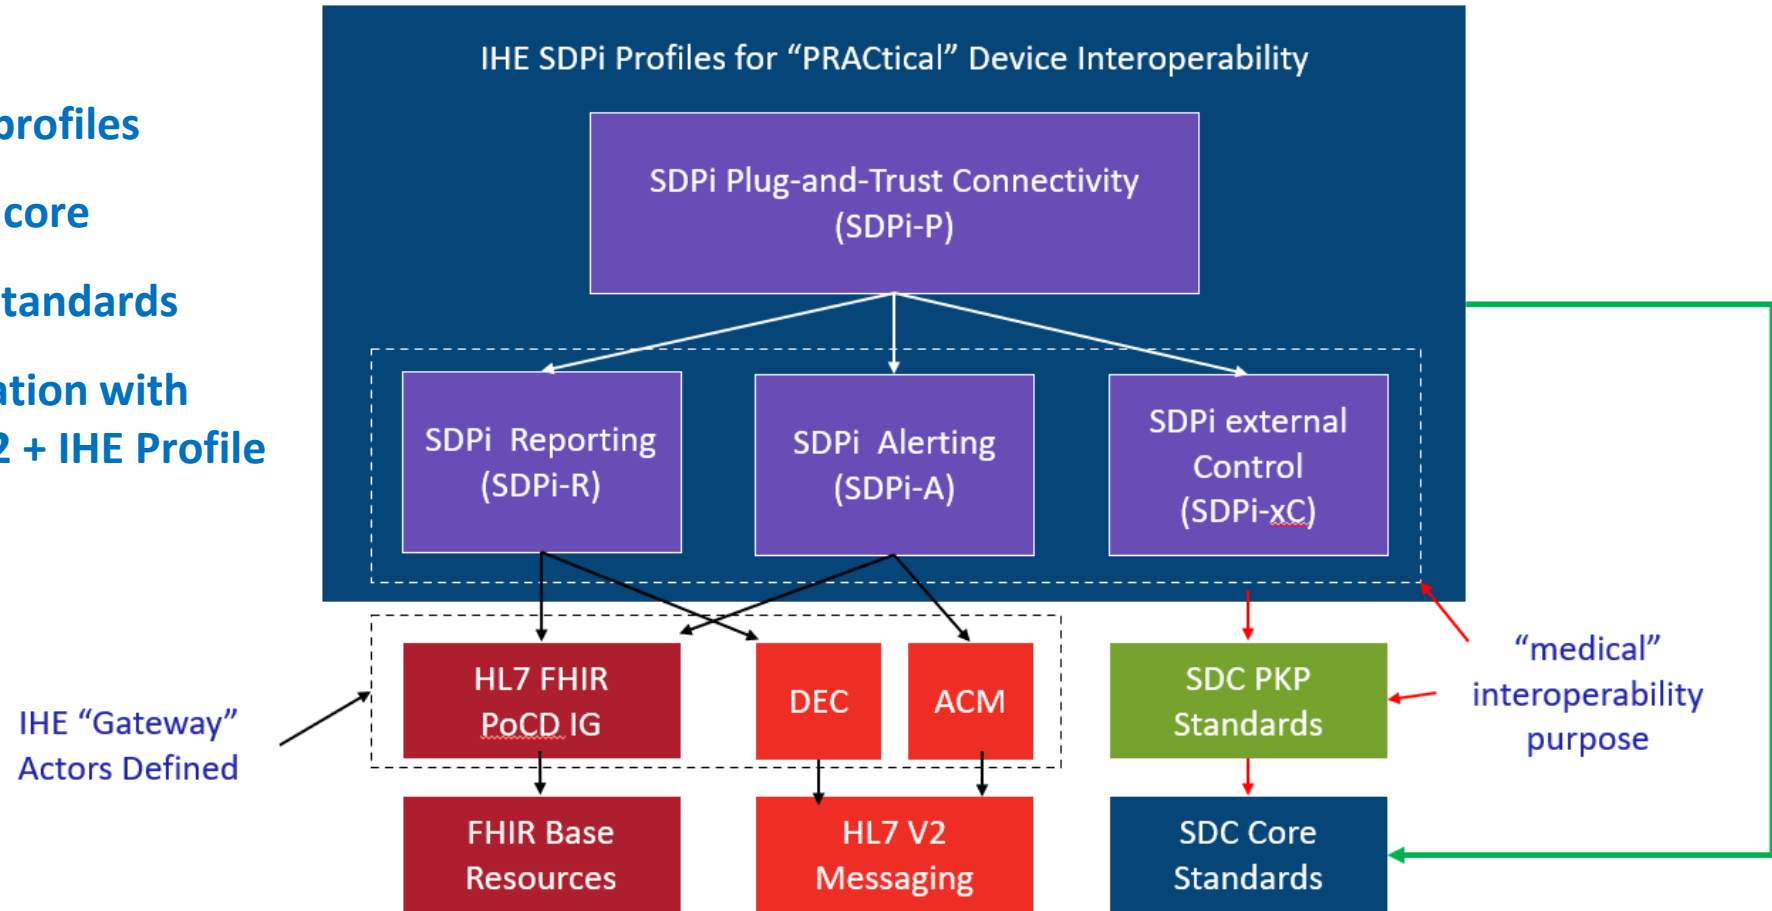 IHE SDPi Profiles for “PRACtical” Device Interoperability
profiles
core
standards
ation with
2 + IHE Profile
SDPi Plug-and-Trust Connectivity
(SDPi-P)
SDPi Reporting
(SDPi-R)
SDPi Alerting
(SDPi-A)
SDPi external
Control
(SDPi-xC)
IHE “Gateway”
Actors Defined
HL7 FHIR
PoCD IG
DEC
ACM
SDC PKP
Standards
“medical”
interoperability
purpose
FHIR Base
Resources
HL7 V2
Messaging
SDC Core
Standards